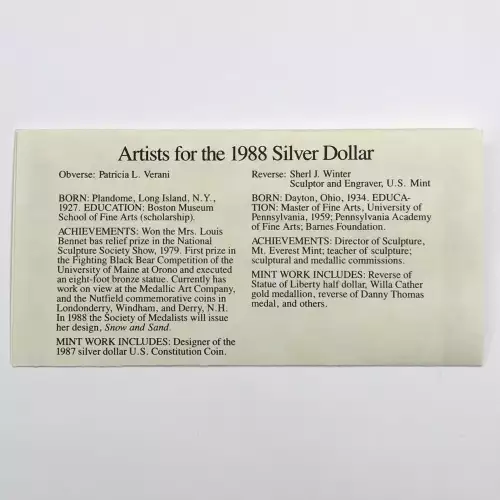 Artists for the 1988 Silver Dollar
Obverse: Patricia L. Verani
BORN: Plandome, Long Island, N.Y.,
1927. EDUCATION: Boston Museum
School of Fine Arts (scholarship).
ACHIEVEMENTS: Won the Mrs. Louis
Bennet bas relief prize in the National
Sculpture Society Show, 1979. First prize in
the Fighting Black Bear Competition of the
University of Maine at Orono and executed
an eight-foot bronze statue. Currently has
work on view at the Medallic Art Company,
and the Nutfield commemorative coins in
Londonderry, Windham, and Derry, N.H.
In 1988 the Society of Medalists will issue
her design, Snow and Sand.
MINT WORK INCLUDES: Designer of the
1987 silver dollar U.S. Constitution Coin.
Reverse: Sherl J. Winter
Sculptor and Engraver, U.S. Mint
BORN: Dayton, Ohio, 1934. EDUCA-
TION: Master of Fine Arts, University of
Pennsylvania, 1959; Pennsylvania Academy
of Fine Arts; Barnes Foundation.
ACHIEVEMENTS: Director of Sculpture,
Mt. Everest Mint; teacher of sculpture;
sculptural and medallic commissions.
MINT WORK INCLUDES: Reverse of
Statue of Liberty half dollar, Willa Cather
gold medallion, reverse of Danny Thomas
medal, and others.